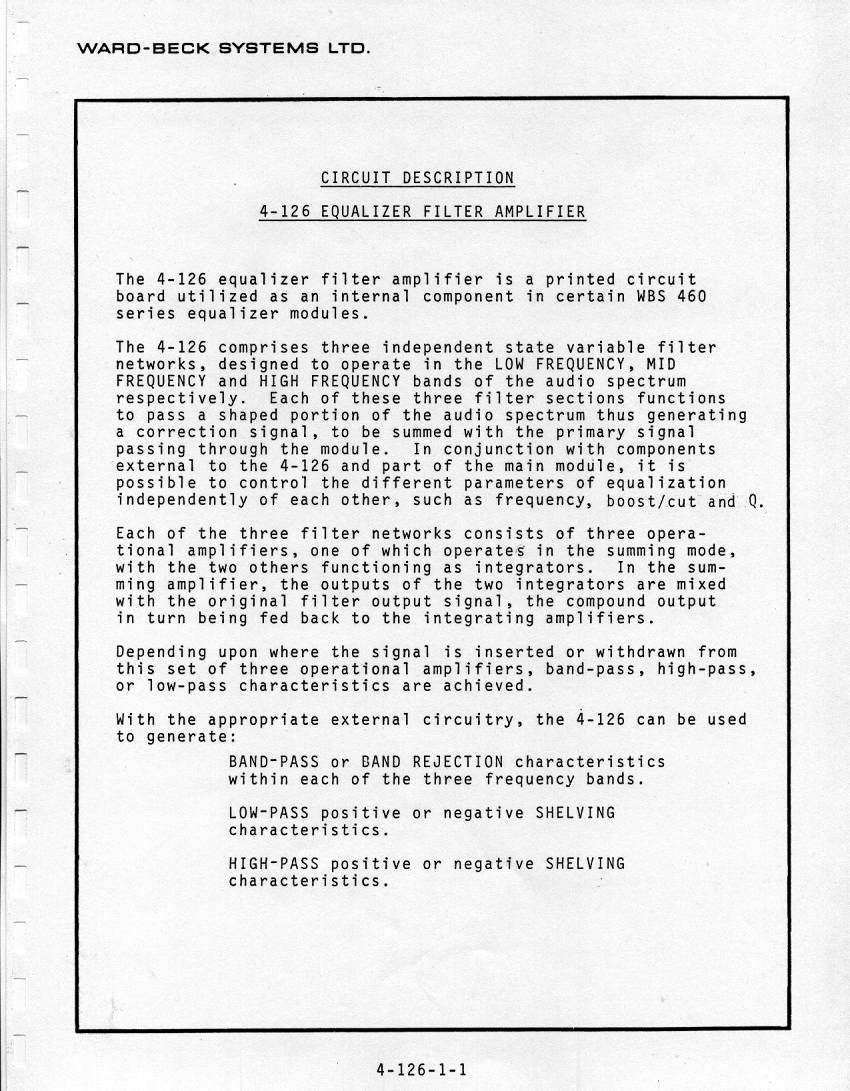 WARD-BECK SYSTEMS LTD.
CIRCUIT DESCRIPTION
4-126 EQUALIZER FILTER AMPLIFIER
The 4-126 equalizer filter amplifier is a printed circuit
board utilized as an internal component in certain WBS 460
series equalizer modules.
The 4-126 comprises three independent state variable filter
networks, designed to operate in the LOW FREQUENCY, MID
FREQUENCY and HIGH FREQUENCY bands of the audio spectrum
respectively. Each of these three filter sections functions
to pass a shaped portion of the audio spectrum thus generating
a correction signal, to be summed with the primary signal
passing through the module. In conjunction with components
external to the 4-126 and part of the main module, it is
possible to control the different parameters of equalization
independently of each other, such as frequency, boost/cut and Q.
Each of the three filter networks consists of three opera-
tional amplifiers, one of which operates in the summing mode,
with the two others functioning as integrators. In the sum-
ming amplifier, the outputs of the two integrators are mixed
with the original filter output signal, the compound output
in turn being fed back to the integrating amplifiers.
Depending upon where the signal is inserted or withdrawn from
this set of three operational amplifiers, band-pass, high-pass,
or low-pass characteristics are achieved.
With the appropriate external circuitry, the 4-126 can be used
to generate:
BAND-PASS or BAND REJECTION characteristics
within each of the three frequency bands.
LOW-PASS positive or negative SHELVING
characteristics.
HIGH-PASS positive or negative SHELVING
characteristics.
4-126-1-1